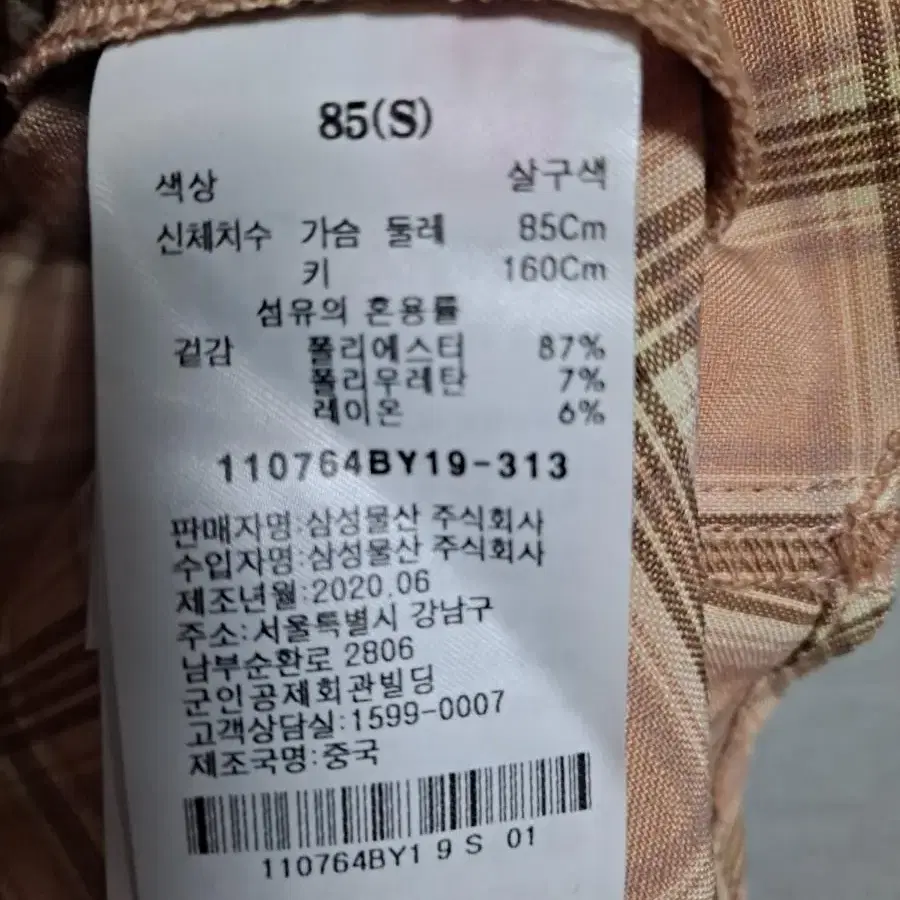 85(S)
색상 살구색
신체치수 가슴 둘레 85Cm
키 160Cm
섬유의 혼용률
겉감 폴리에스터 87%
폴리우레탄 7%
레이온 6%
110764BY19-313
판매자명:삼성물산 주식회사
수입자명:삼성물산 주식회사
제조년월:2020.06
주소:서울특별시 강남구
남부순환로 2806
군인공제회관빌딩
고객상담실:1599-0007
제조국명:중국
110764BY1 9 S 01